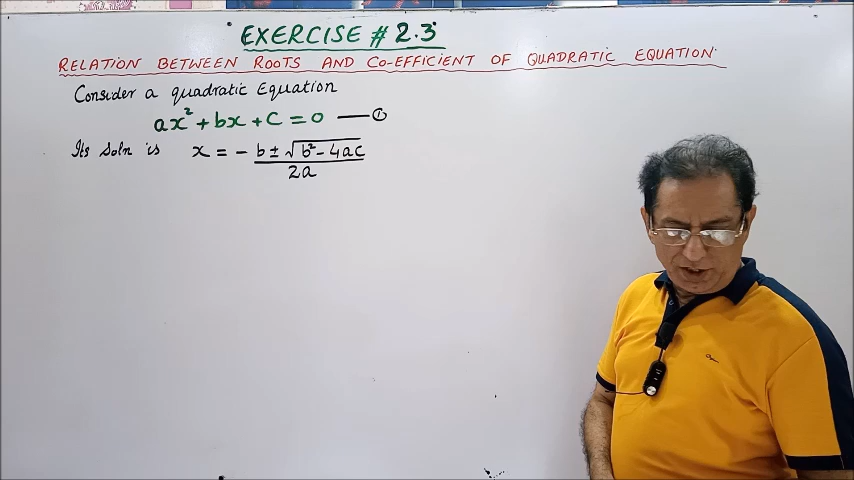 EXERCISE # 2.3
RELATION BETWEEN ROOTS AND CO-EFFICIENT OF QUADRATIC EQUATION.
Consider a quadratic Equation
ax² + bx + c = 0 — ①
Its Soln is x = - b ± √b² - 4ac
2a